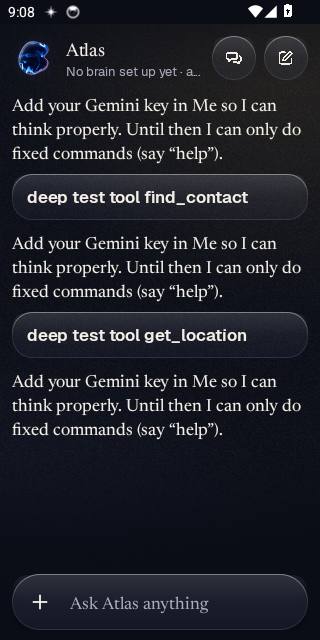 9:08
Atlas
No brain set up yet · a…
Add your Gemini key in Me so I can
think properly. Until then I can only do
fixed commands (say “help”).
deep test tool find_contact
Add your Gemini key in Me so I can
think properly. Until then I can only do
fixed commands (say “help”).
deep test tool get_location
Add your Gemini key in Me so I can
think properly. Until then I can only do
fixed commands (say “help”).
Ask Atlas anything